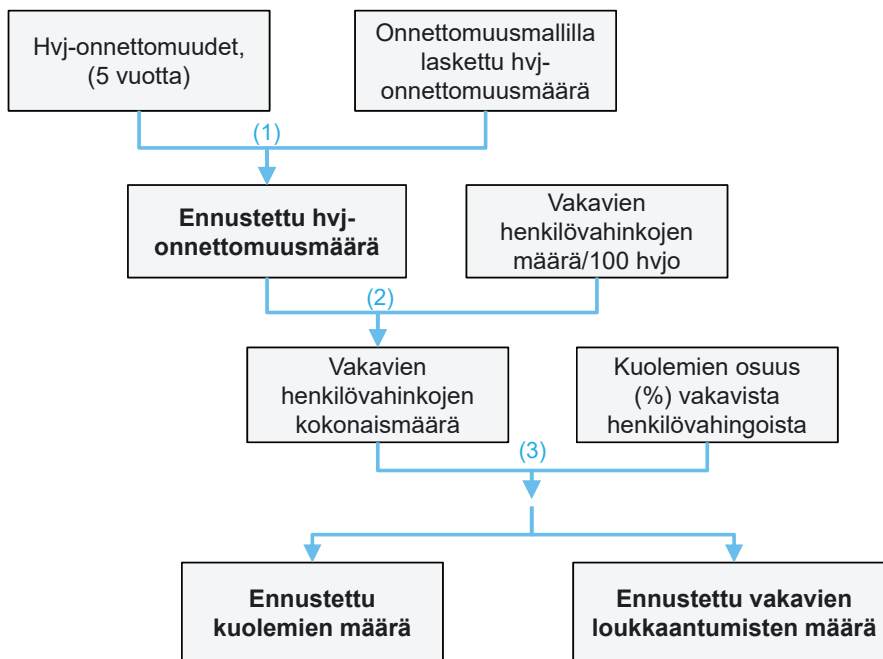 Hvj-onnettomuudet,
(5 vuotta)
Onnettomuusmallilla
laskettu hvj-
onnettomuusmäärä
(1)
Ennustettu hvj-
onnettomuusmäärä
Vakavien
henkilövahinkojen
määrä/100 hvjo
(2)
Vakavien
henkilövahinkojen
kokonaismäärä
Kuolemien osuus
(%) vakavista
henkilövahingoista
(3)
Ennustettu
kuolemien määrä
Ennustettu vakavien
loukkaantumisten määrä